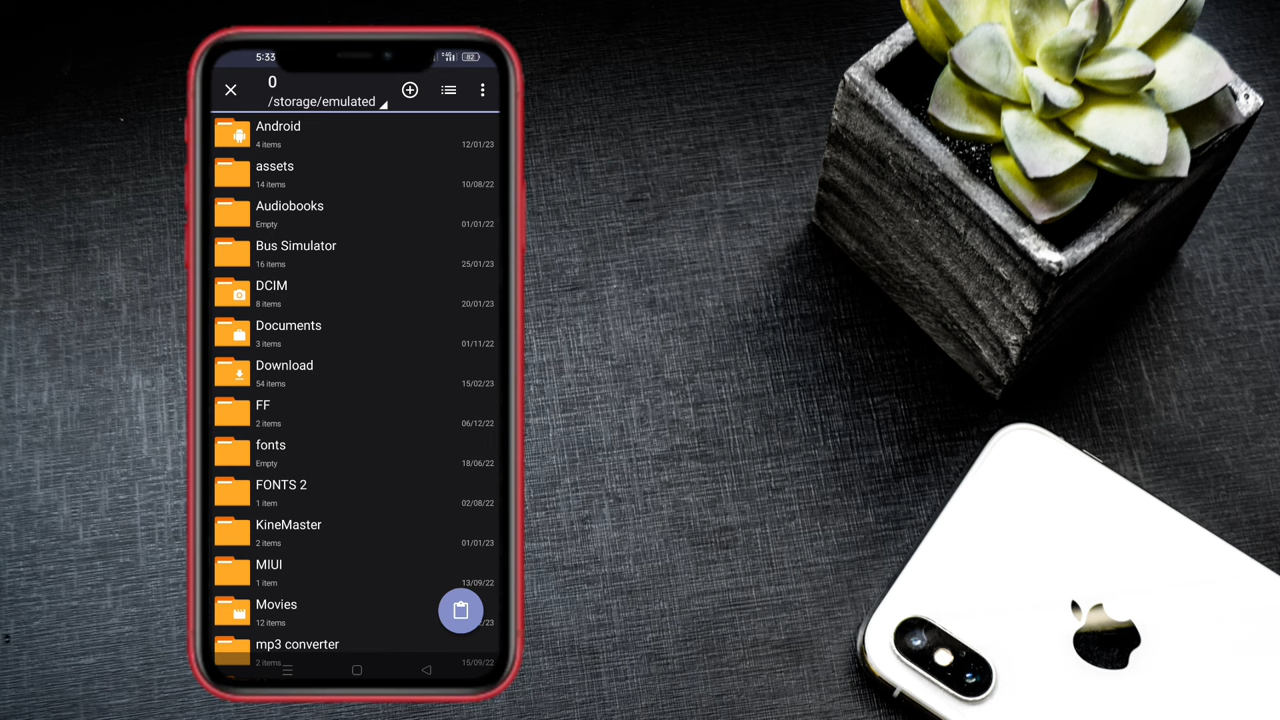 5:33
82
0
/storage/emulated
Android
4 items
12/01/23
assets
14 items
10/08/22
Audiobooks
Empty
01/01/22
Bus Simulator
16 items
25/01/23
DCIM
8 items
20/01/23
Documents
3 items
01/11/22
Download
54 items
15/02/23
FF
2 items
06/12/22
fonts
Empty
18/06/22
FONTS 2
1 item
02/08/22
KineMaster
2 items
01/01/23
MIUI
1 item
13/09/22
Movies
12 items
/23
mp3 converter
2 items
15/09/22